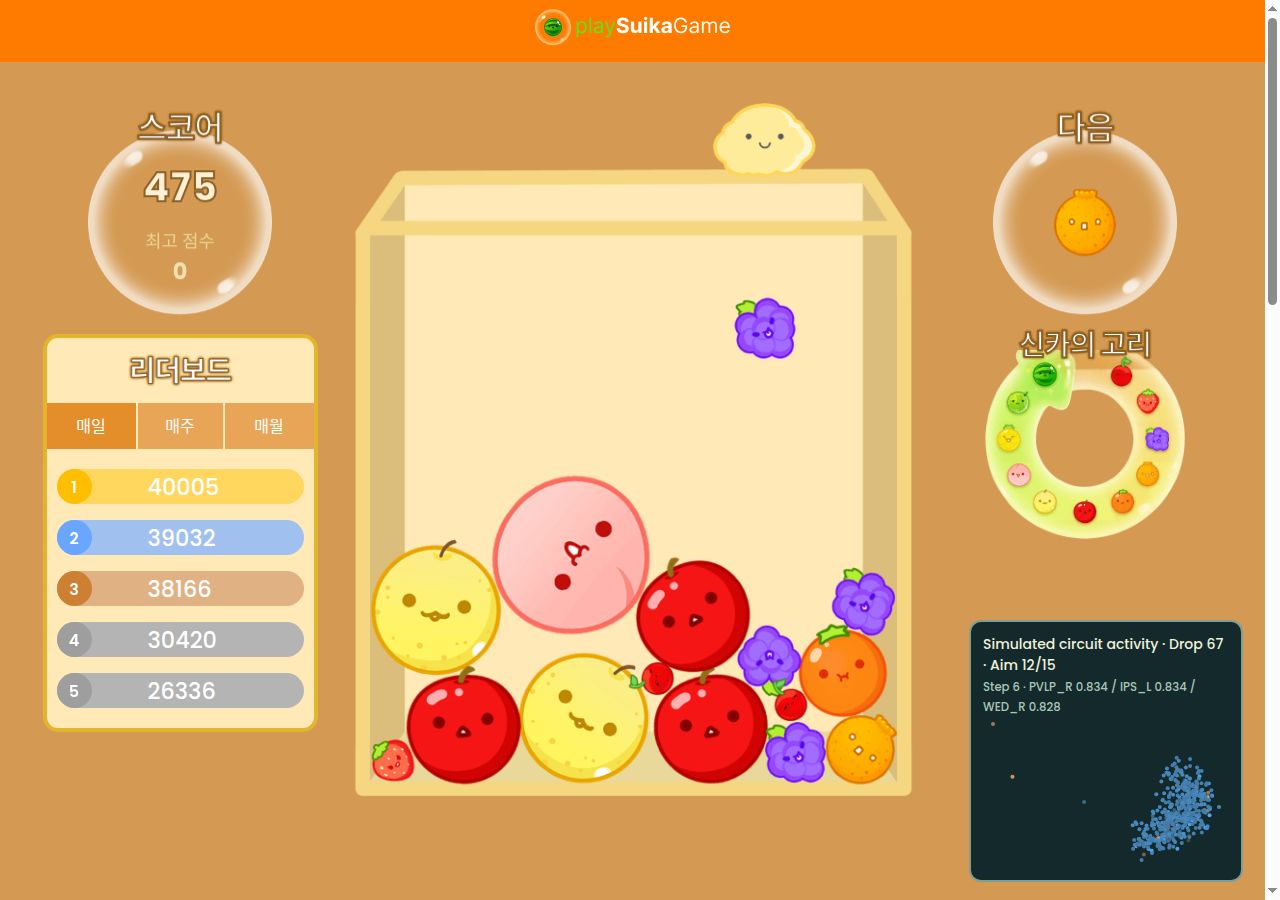 playSuikaGame
스코어
475
최고 점수
0
다음
신카의 고리
리더보드
매일 매주 매월
1 40005
2 39032
3 38166
4 30420
5 26336
Simulated circuit activity · Drop 67
· Aim 12/15
Step 6 · PVLP_R 0.834 / IPS_L 0.834 /
WED_R 0.828